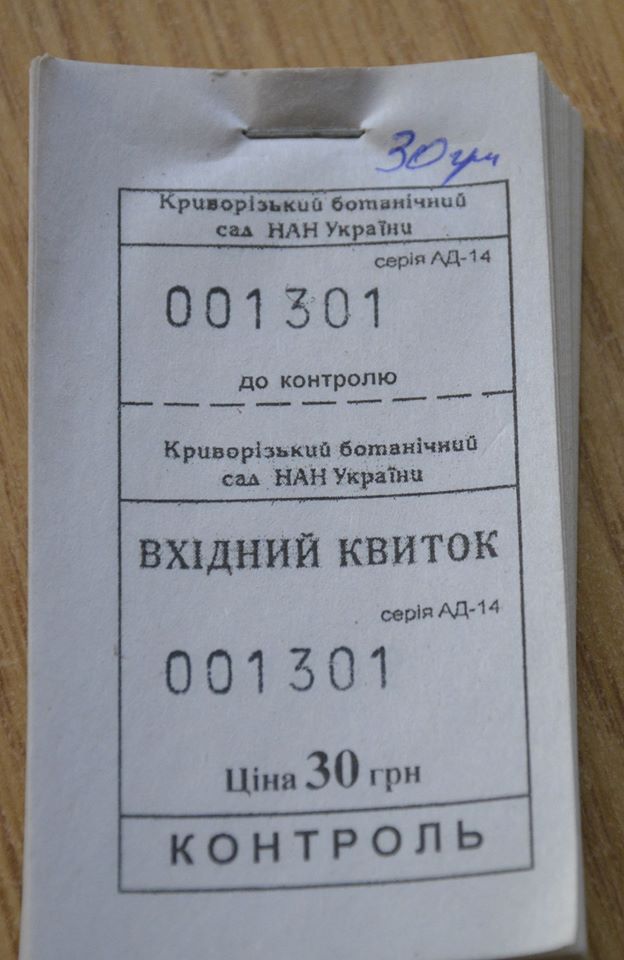 30 грн
Криворізький ботанічний
сад НАН України
серія АД-14
001301
до контролю
Криворізький ботанічний
сад НАН України
ВХІДНИЙ КВИТОК
серія АД-14
001301
Ціна 30 грн
КОНТРОЛЬ